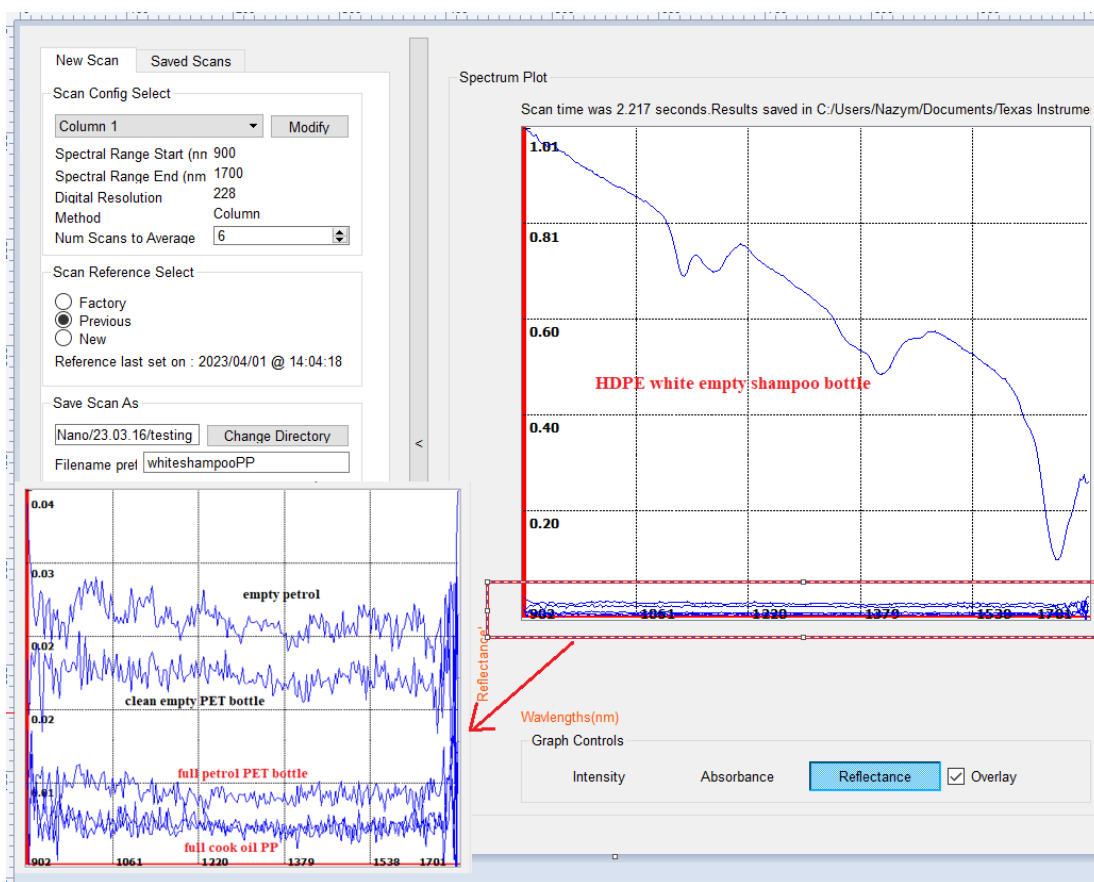 New Scan Saved Scans
Scan Config Select
Column 1 Modify
Spectral Range Start (nn 900
Spectral Range End (nm 1700
Digital Resolution 228
Method Column
Num Scans to Average 6
Scan Reference Select
Factory
Previous
New
Reference last set on : 2023/04/01 @ 14:04:18
Save Scan As
Nano/23.03.16/testing Change Directory
Filename pref whiteshampooPP
<
Spectrum Plot
Scan time was 2.217 seconds.Results saved in C:/Users/Nazym/Documents/Texas Instrume
1.01
0.81
0.60
HDPE white empty shampoo bottle
0.40
0.20
902 1061 1220 1379 1538 1701
Reflectance'
Wavlengths(nm)
Graph Controls
Intensity Absorbance Reflectance Overlay
0.04
0.03
empty petrol
0.02
clean empty PET bottle
0.02
full petrol PET bottle
0.01
full cook oil PP
902 1061 1220 1379 1538 1701